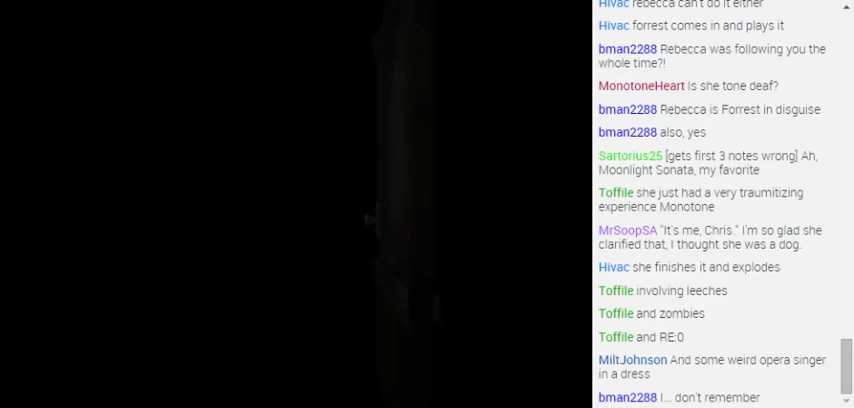 Hivac rebecca can't do it either
Hivac forrest comes in and plays it
bman2288 Rebecca was following you the
whole time?!
MonotoneHeart Is she tone deaf?
bman2288 Rebecca is Forrest in disguise
bman2288 also, yes
Sartorius25 [gets first 3 notes wrong] Ah,
Moonlight Sonata, my favorite
Toffile she just had a very traumitizing
experience Monotone
MrSoopSA "It's me, Chris." I'm so glad she
clarified that, I thought she was a dog.
Hivac she finishes it and explodes
Toffile involving leeches
Toffile and zombies
Toffile and RE:0
MiltJohnson And some weird opera singer
in a dress
bman2288 I... don't remember